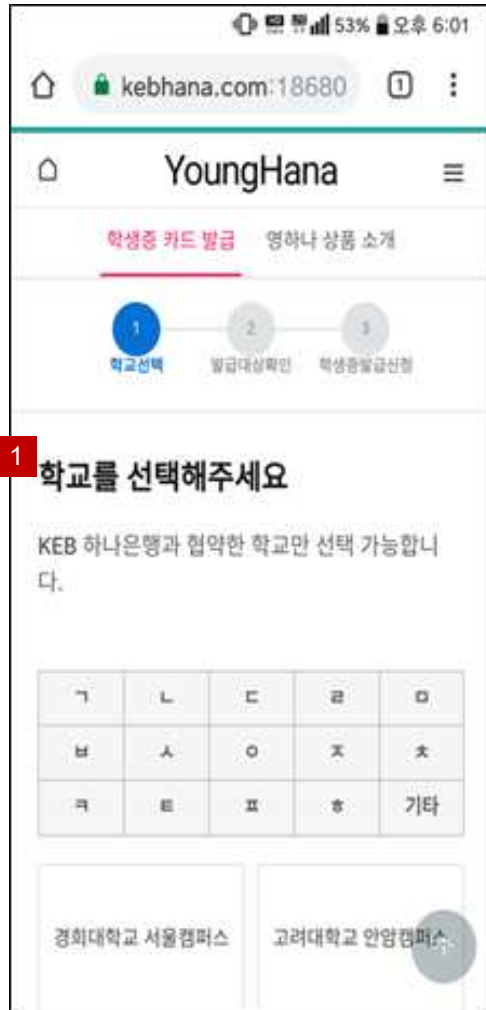 53% 오후 6:01
kebhana.com:18680 1
YoungHana
학생증 카드 발급 영하나 상품 소개
1 2 3
학교선택 발급대상확인 학생증발급신청
1
학교를 선택해주세요
KEB 하나은행과 협약한 학교만 선택 가능합니
다.
ㄱ ㄴ ㄷ ㄹ ㅁ
ㅂ ㅅ ㅇ ㅈ ㅊ
ㅋ ㅌ ㅍ ㅎ 기타
경희대학교 서울캠퍼스 고려대학교 안암캠퍼스